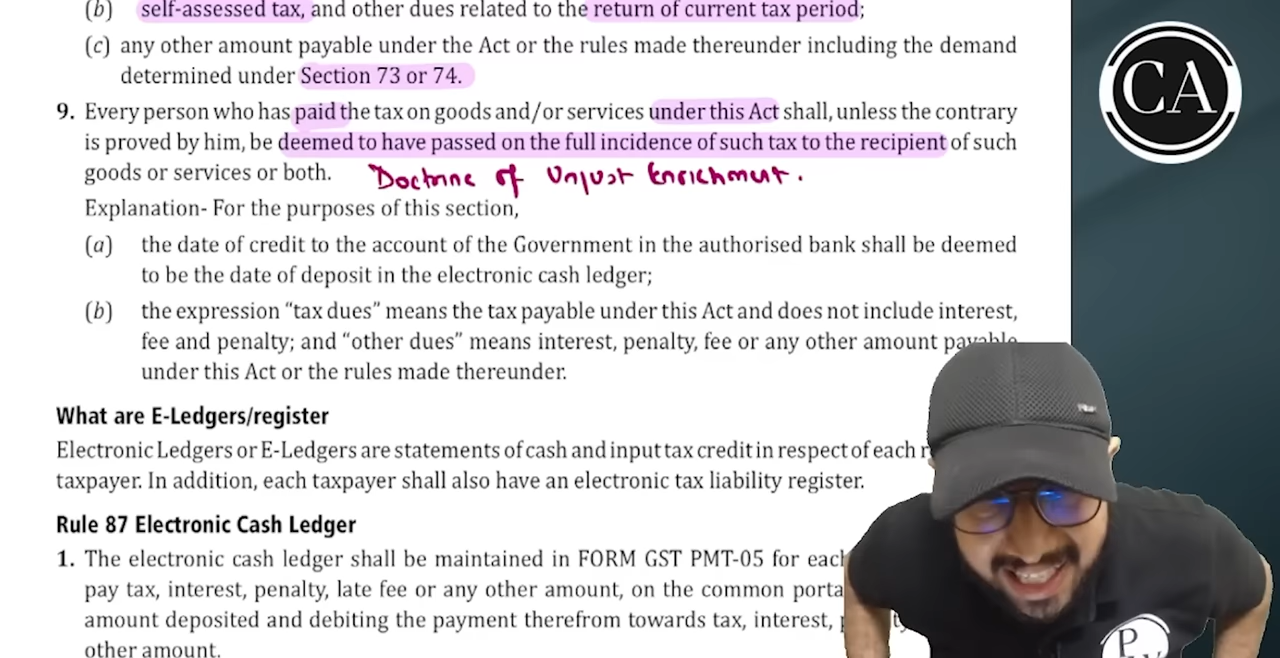 (b) self-assessed tax, and other dues related to the return of current tax period;
(c) any other amount payable under the Act or the rules made thereunder including the demand
determined under Section 73 or 74.
9. Every person who has paid the tax on goods and/or services under this Act shall, unless the contrary
is proved by him, be deemed to have passed on the full incidence of such tax to the recipient of such
goods or services or both.
Doctrine of Unjust Enrichment.
Explanation- For the purposes of this section,
(a) the date of credit to the account of the Government in the authorised bank shall be deemed
to be the date of deposit in the electronic cash ledger;
(b) the expression "tax dues" means the tax payable under this Act and does not include interest,
fee and penalty; and "other dues" means interest, penalty, fee or any other amount payable
under this Act or the rules made thereunder.
What are E-Ledgers/register
Electronic Ledgers or E-Ledgers are statements of cash and input tax credit in respect of each
taxpayer. In addition, each taxpayer shall also have an electronic tax liability register.
Rule 87 Electronic Cash Ledger
1. The electronic cash ledger shall be maintained in FORM GST PMT-05 for each
pay tax, interest, penalty, late fee or any other amount, on the common
amount deposited and debiting the payment therefrom towards tax, interest,
other amount.
CA